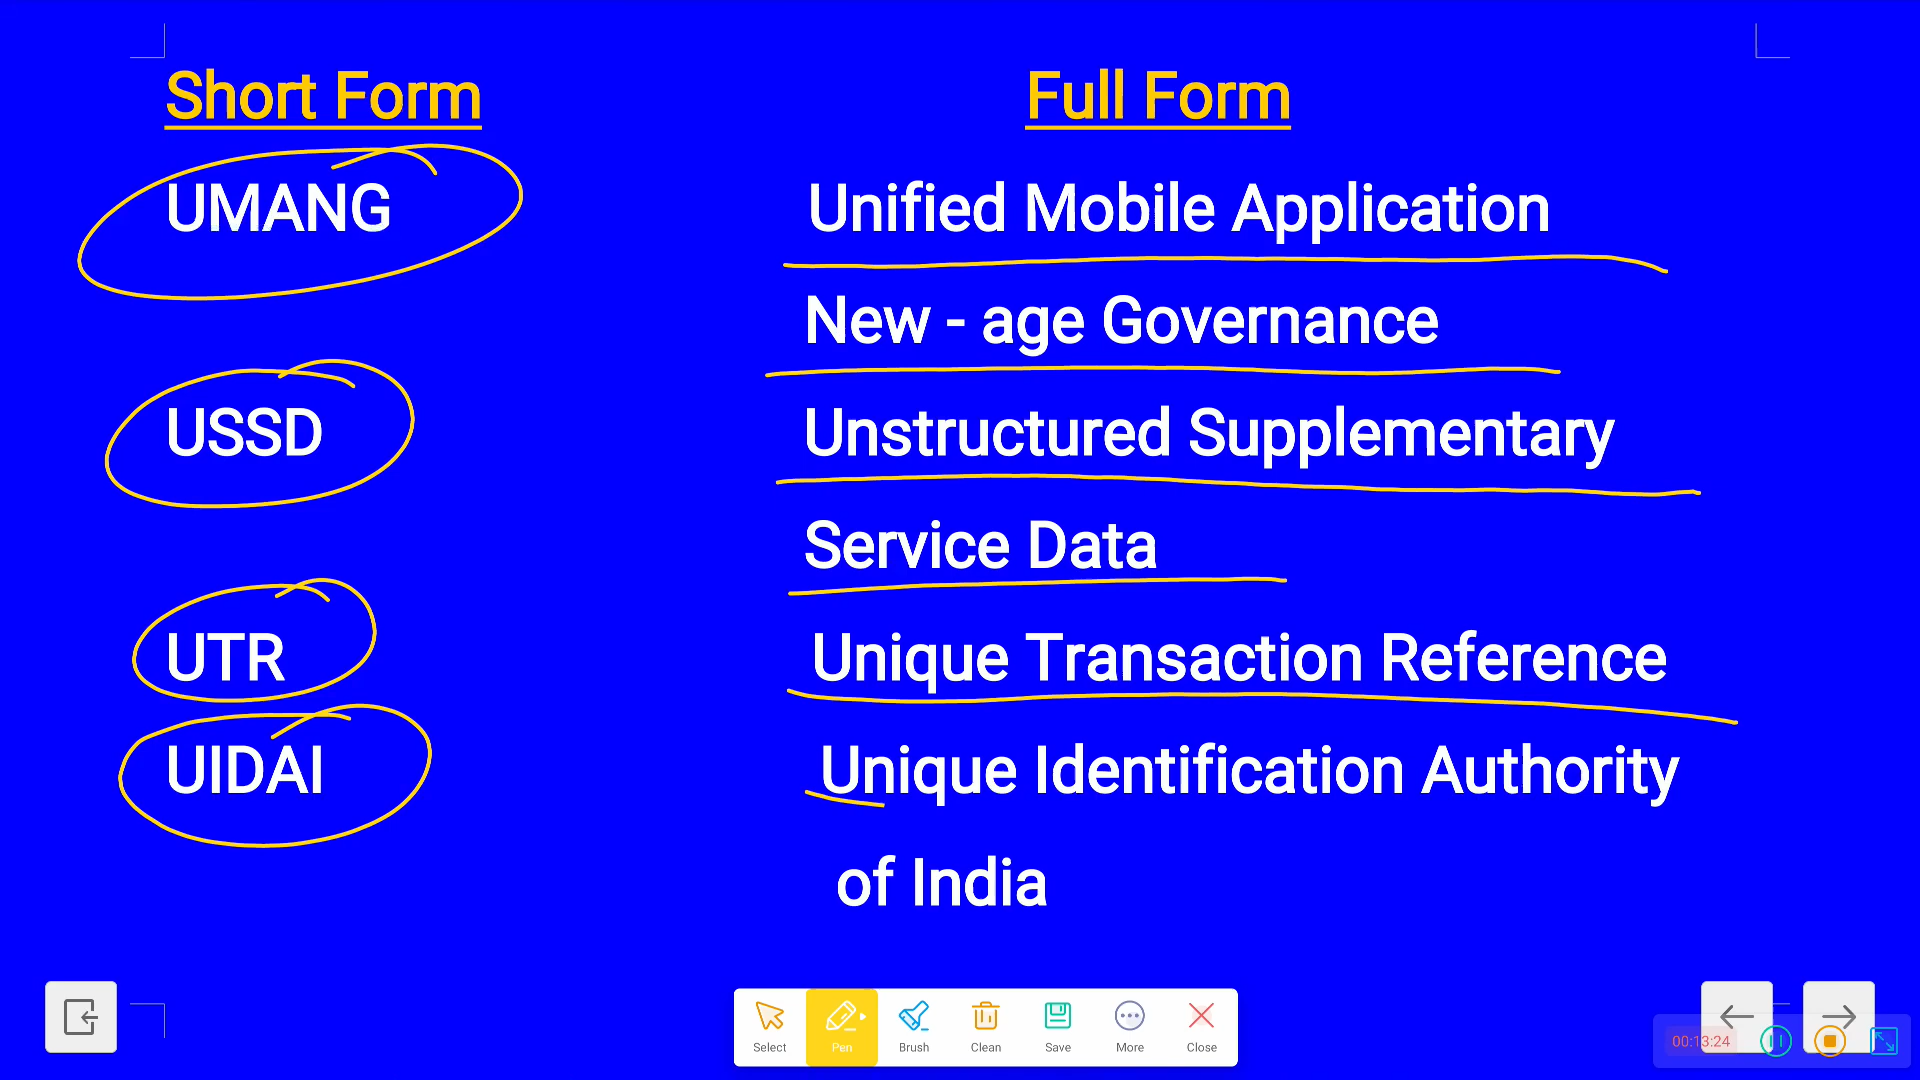 Short Form Full Form
UMANG Unified Mobile Application
New - age Governance
USSD Unstructured Supplementary
Service Data
UTR Unique Transaction Reference
UIDAI Unique Identification Authority
of India
Select Pen Brush Clean Save More Close
00:13:24